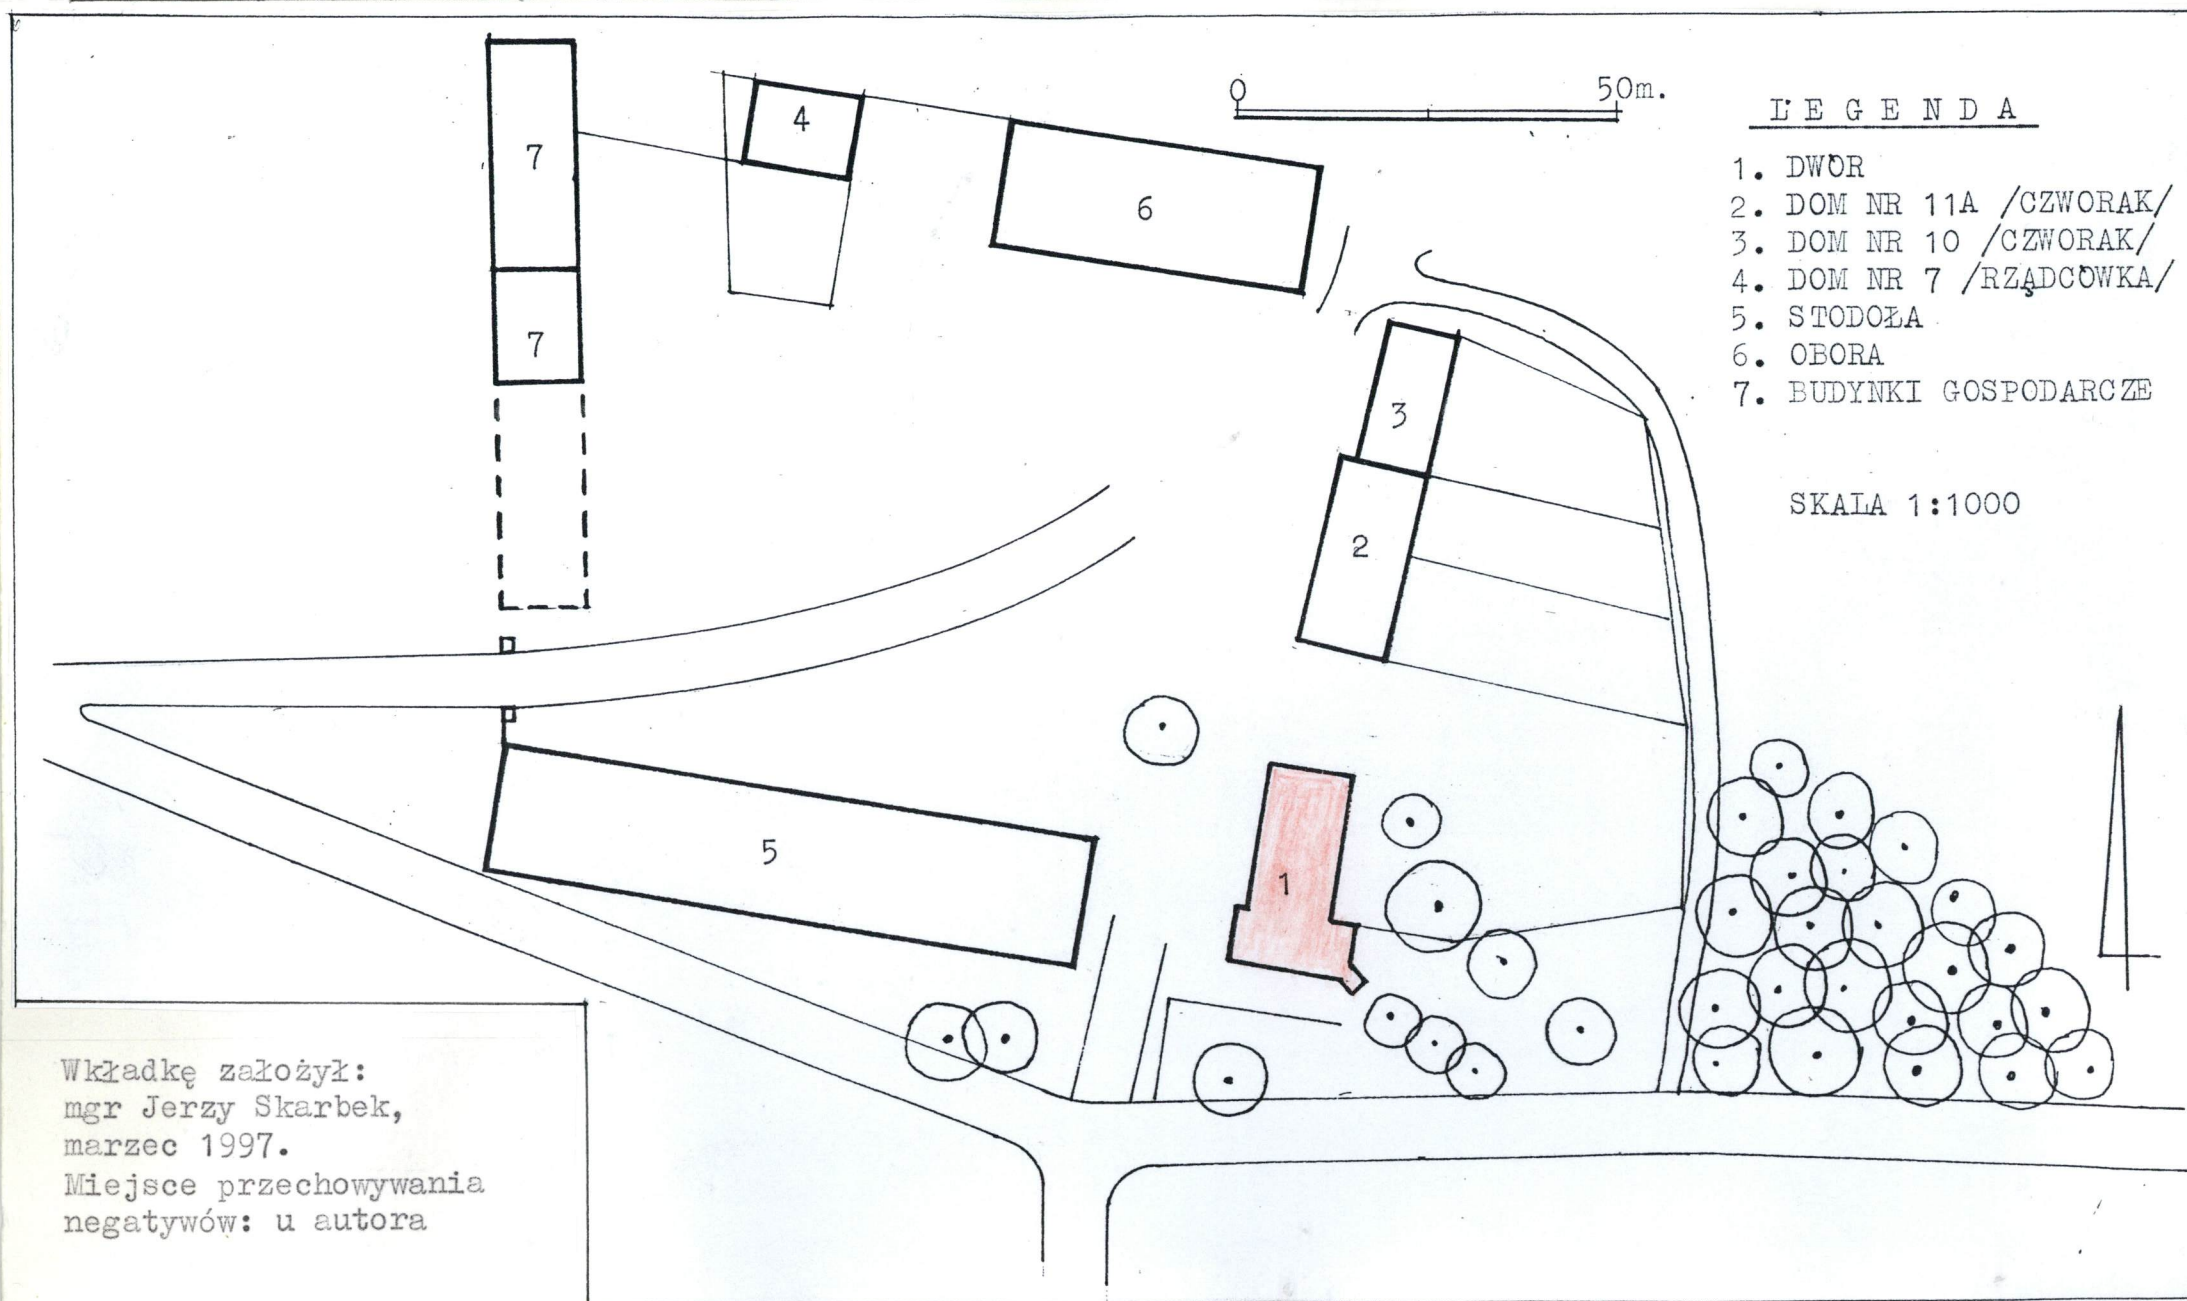 7
4
0 50m.
6
7
3
2
5
1
LEGENDA
1. DWÓR
2. DOM NR 11A /CZWORAK/
3. DOM NR 10 /CZWORAK/
4. DOM NR 7 /RZĄDCÓWKA/
5. STODOŁA
6. OBORA
7. BUDYNKI GOSPODARCZE
SKALA 1:1000
Wkładkę założył:
mgr Jerzy Skarbek,
marzec 1997.
Miejsce przechowywania
negatywów: u autora